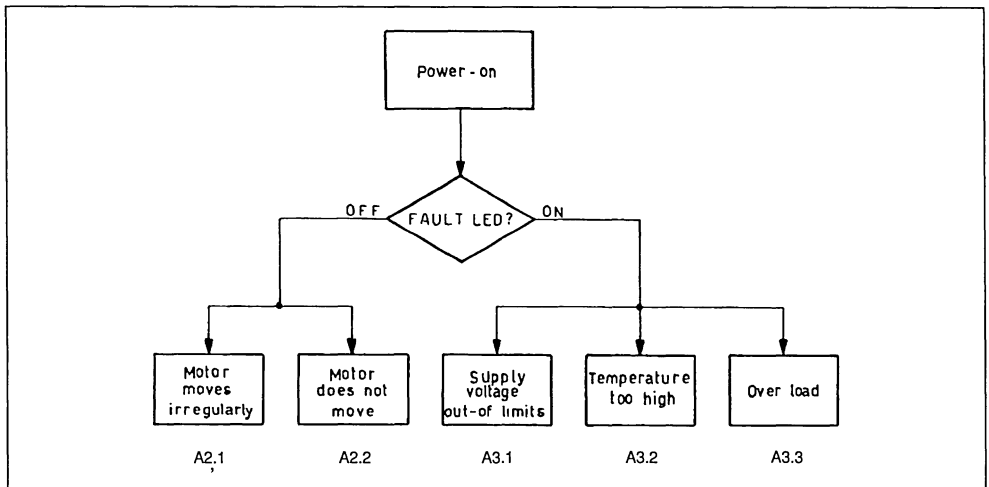 Power-on
OFF
FAULT LED?
ON
Motor
moves
irregularly
Motor
does not
move
Supply
voltage
out-of limits
Temperature
too high
Over load
A2.1
A2.2
A3.1
A3.2
A3.3